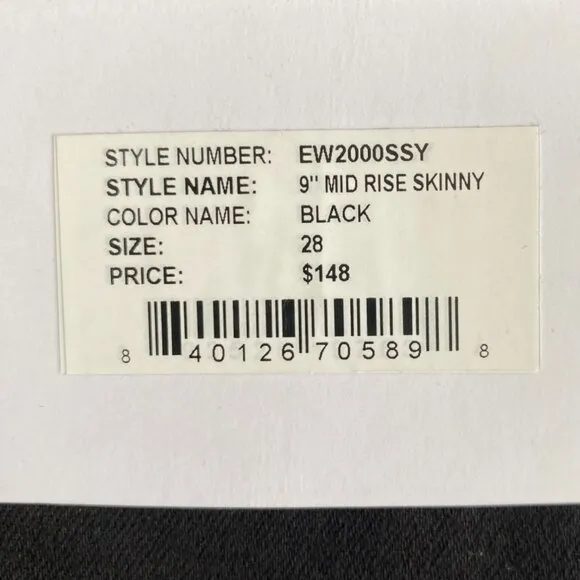 STYLE NUMBER: EW2000SSY
STYLE NAME: 9" MID RISE SKINNY
COLOR NAME: BLACK
SIZE: 28
PRICE: $148
8 40126 70589 8